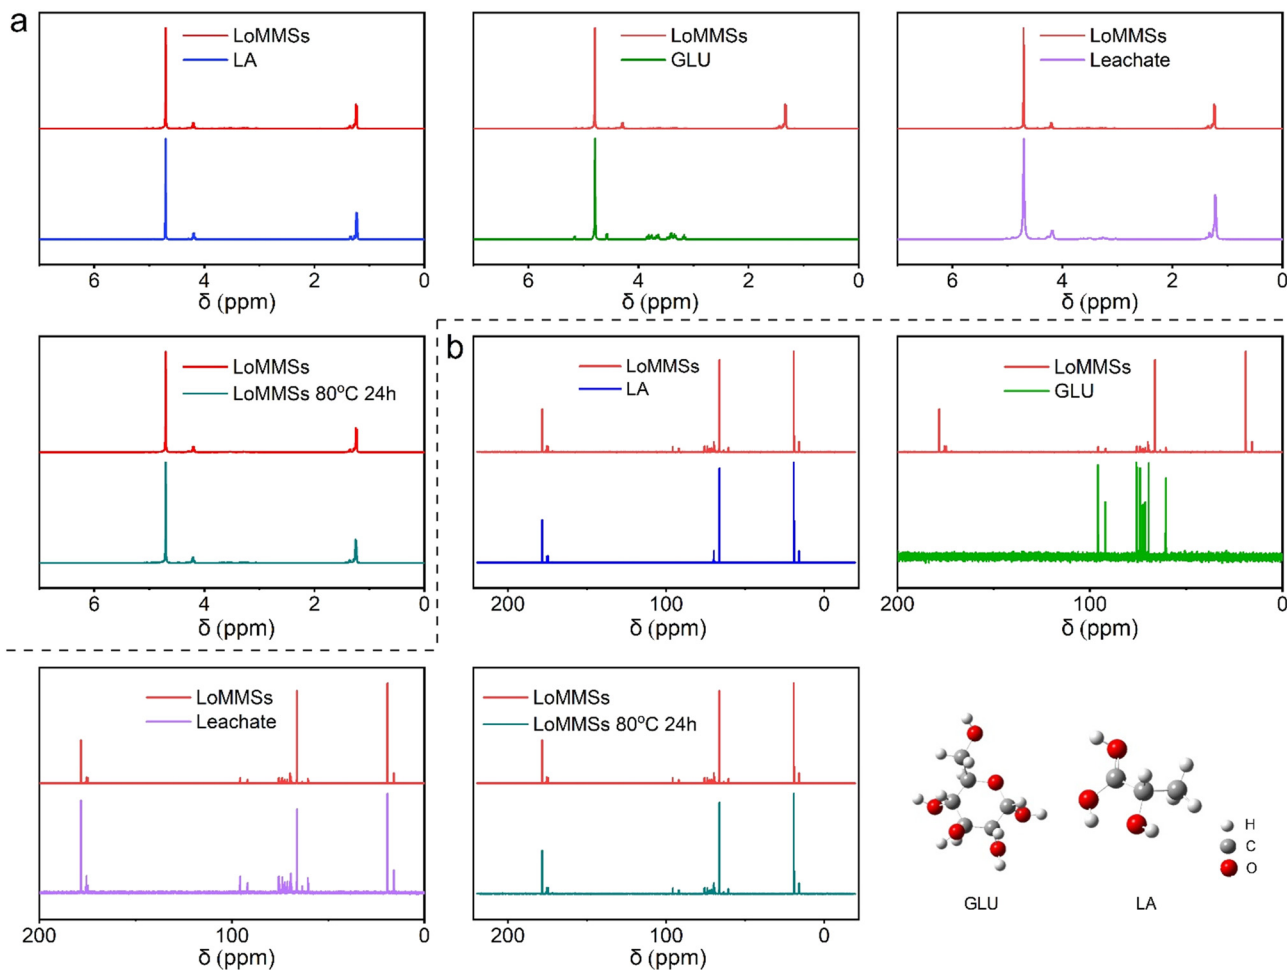 a
LoMMSs
LA
6 4 2 0
δ (ppm)
LoMMSs
GLU
6 4 2 0
δ (ppm)
LoMMSs
Leachate
6 4 2 0
δ (ppm)
LoMMSs
LoMMSs 80°C 24h
6 4 2 0
δ (ppm)
b
LoMMSs
LA
200 100 0
δ (ppm)
LoMMSs
GLU
200 100 0
δ (ppm)
LoMMSs
Leachate
200 100 0
δ (ppm)
LoMMSs
LoMMSs 80°C 24h
200 100 0
δ (ppm)
GLU
LA
H
C
O